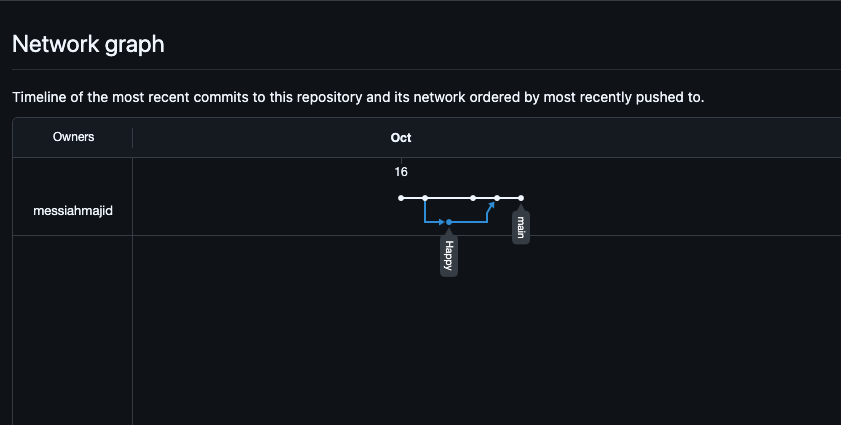 Network graph
Timeline of the most recent commits to this repository and its network ordered by most recently pushed to.
Owners
Oct
16
messiahmajid
main
Happy